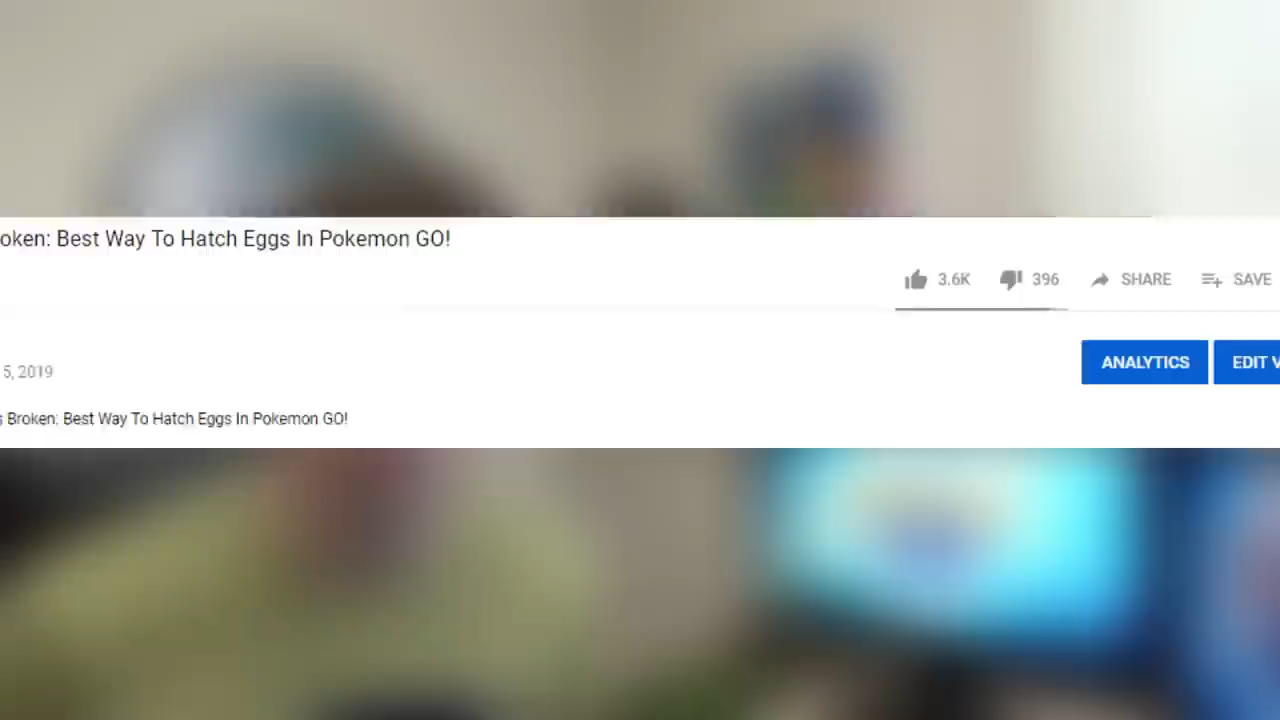 oken: Best Way To Hatch Eggs In Pokemon GO!
3.6K 396 SHARE SAVE
ANALYTICS EDIT V
5, 2019
s Broken: Best Way To Hatch Eggs In Pokemon GO!